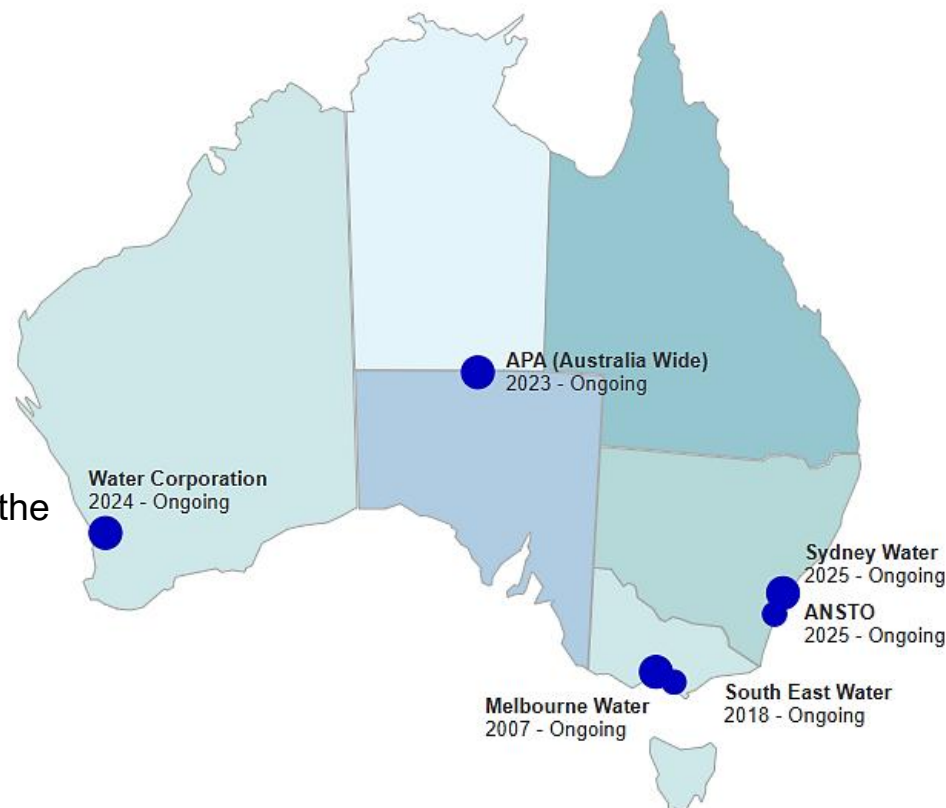 APA (Australia Wide)
2023 - Ongoing
Water Corporation
2024 - Ongoing
the
Sydney Water
2025 - Ongoing
ANSTO
2025 - Ongoing
Melbourne Water
2007 - Ongoing
South East Water
2018 - Ongoing